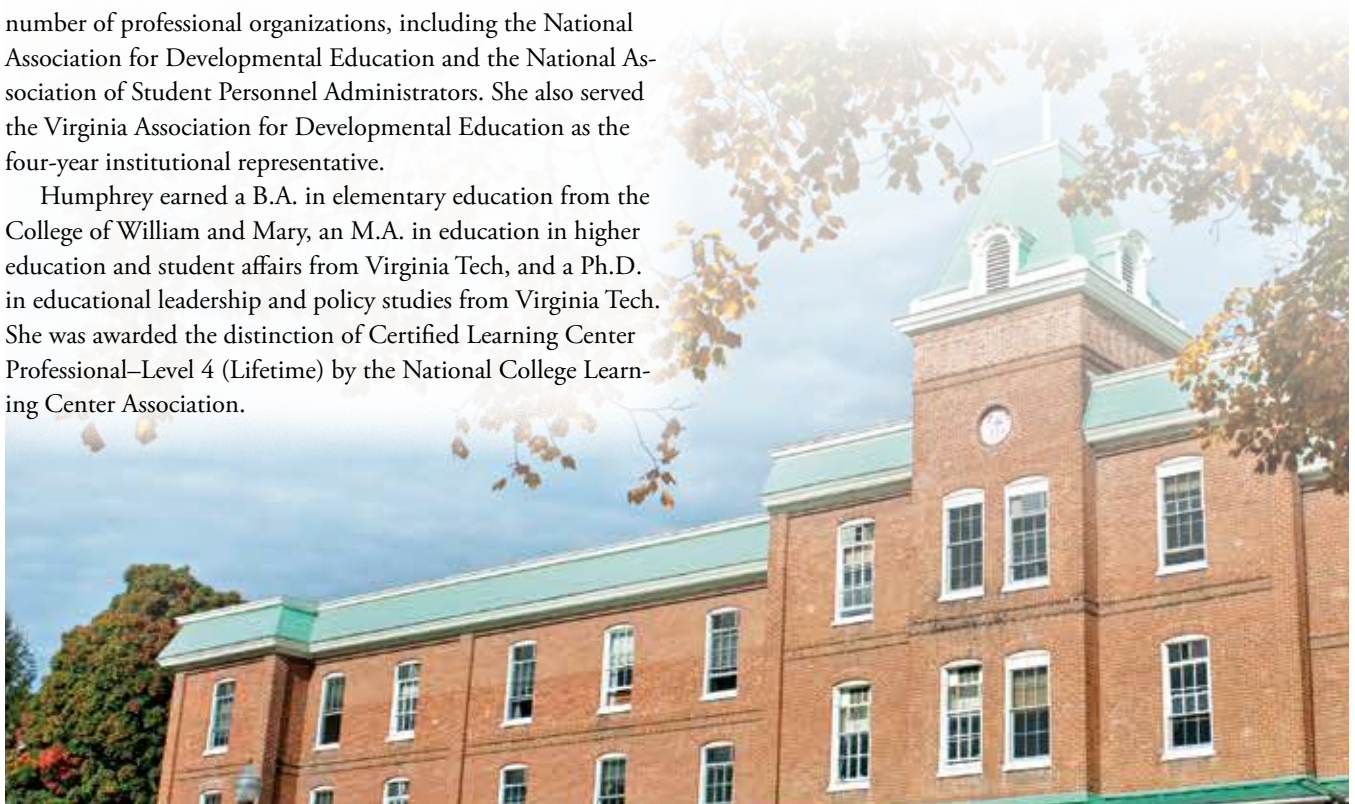 number of professional organizations, including the National
Association for Developmental Education and the National As-
sociation of Student Personnel Administrators. She also served
the Virginia Association for Developmental Education as the
four-year institutional representative.
Humphrey earned a B.A. in elementary education from the
College of William and Mary, an M.A. in education in higher
education and student affairs from Virginia Tech, and a Ph.D.
in educational leadership and policy studies from Virginia Tech.
She was awarded the distinction of Certified Learning Center
Professional–Level 4 (Lifetime) by the National College Learn-
ing Center Association.